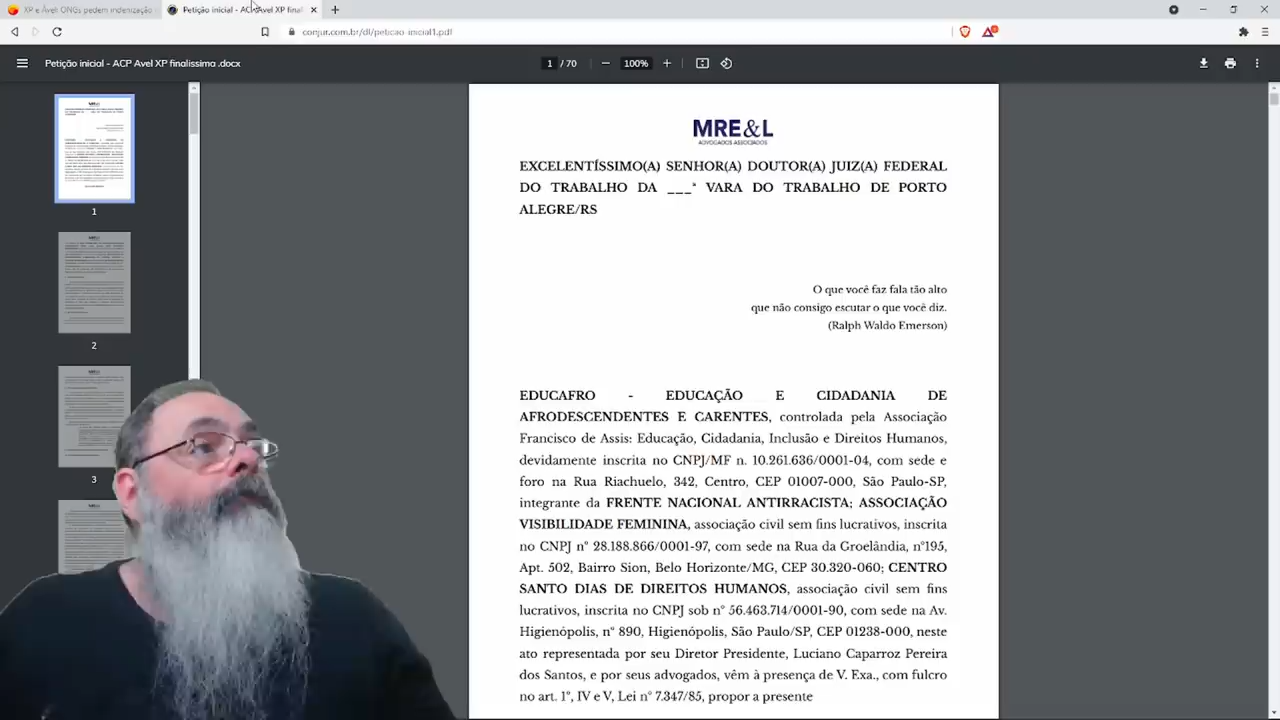 XP e Ável: ONGs pedem indenização
Petição inicial - ACP Avel XP final
conjur.com.br/dl/peticao-inicial1.pdf
Petição inicial - ACP Avel XP finalissima .docx
1 / 70
100%
MRE&L
ADVOGADOS ASSOCIADOS
EXCELENTÍSSIMO(A) SENHOR(A) DOUTOR(A) JUIZ(A) FEDERAL
DO TRABALHO DA ___ª VARA DO TRABALHO DE PORTO
ALEGRE/RS
O que você faz fala tão alto
que não consigo escutar o que você diz.
(Ralph Waldo Emerson)
EDUCAFRO - EDUCAÇÃO E CIDADANIA DE
AFRODESCENDENTES E CARENTES, controlada pela Associação
Francisco de Assis: Educação, Cidadania, Inclusão e Direitos Humanos,
devidamente inscrita no CNPJ/MF n. 10.261.636/0001-04, com sede e
foro na Rua Riachuelo, 342, Centro, CEP 01007-000, São Paulo-SP,
integrante da FRENTE NACIONAL ANTIRRACISTA; ASSOCIAÇÃO
VISIBILIDADE FEMININA, associação civil sem fins lucrativos, inscrita
no CNPJ nº 28.188.866/0001-97, com sede na Rua da Groelândia, nº195,
Apt. 502, Bairro Sion, Belo Horizonte/MG, CEP 30.320-060; CENTRO
SANTO DIAS DE DIREITOS HUMANOS, associação civil sem fins
lucrativos, inscrita no CNPJ sob nº 56.463.714/0001-90, com sede na Av.
Higienópolis, nº 890, Higienópolis, São Paulo/SP, CEP 01238-000, neste
ato representada por seu Diretor Presidente, Luciano Caparroz Pereira
dos Santos, e por seus advogados, vêm à presença de V. Exa., com fulcro
no art. 1º, IV e V, Lei nº 7.347/85, propor a presente
1
2
3